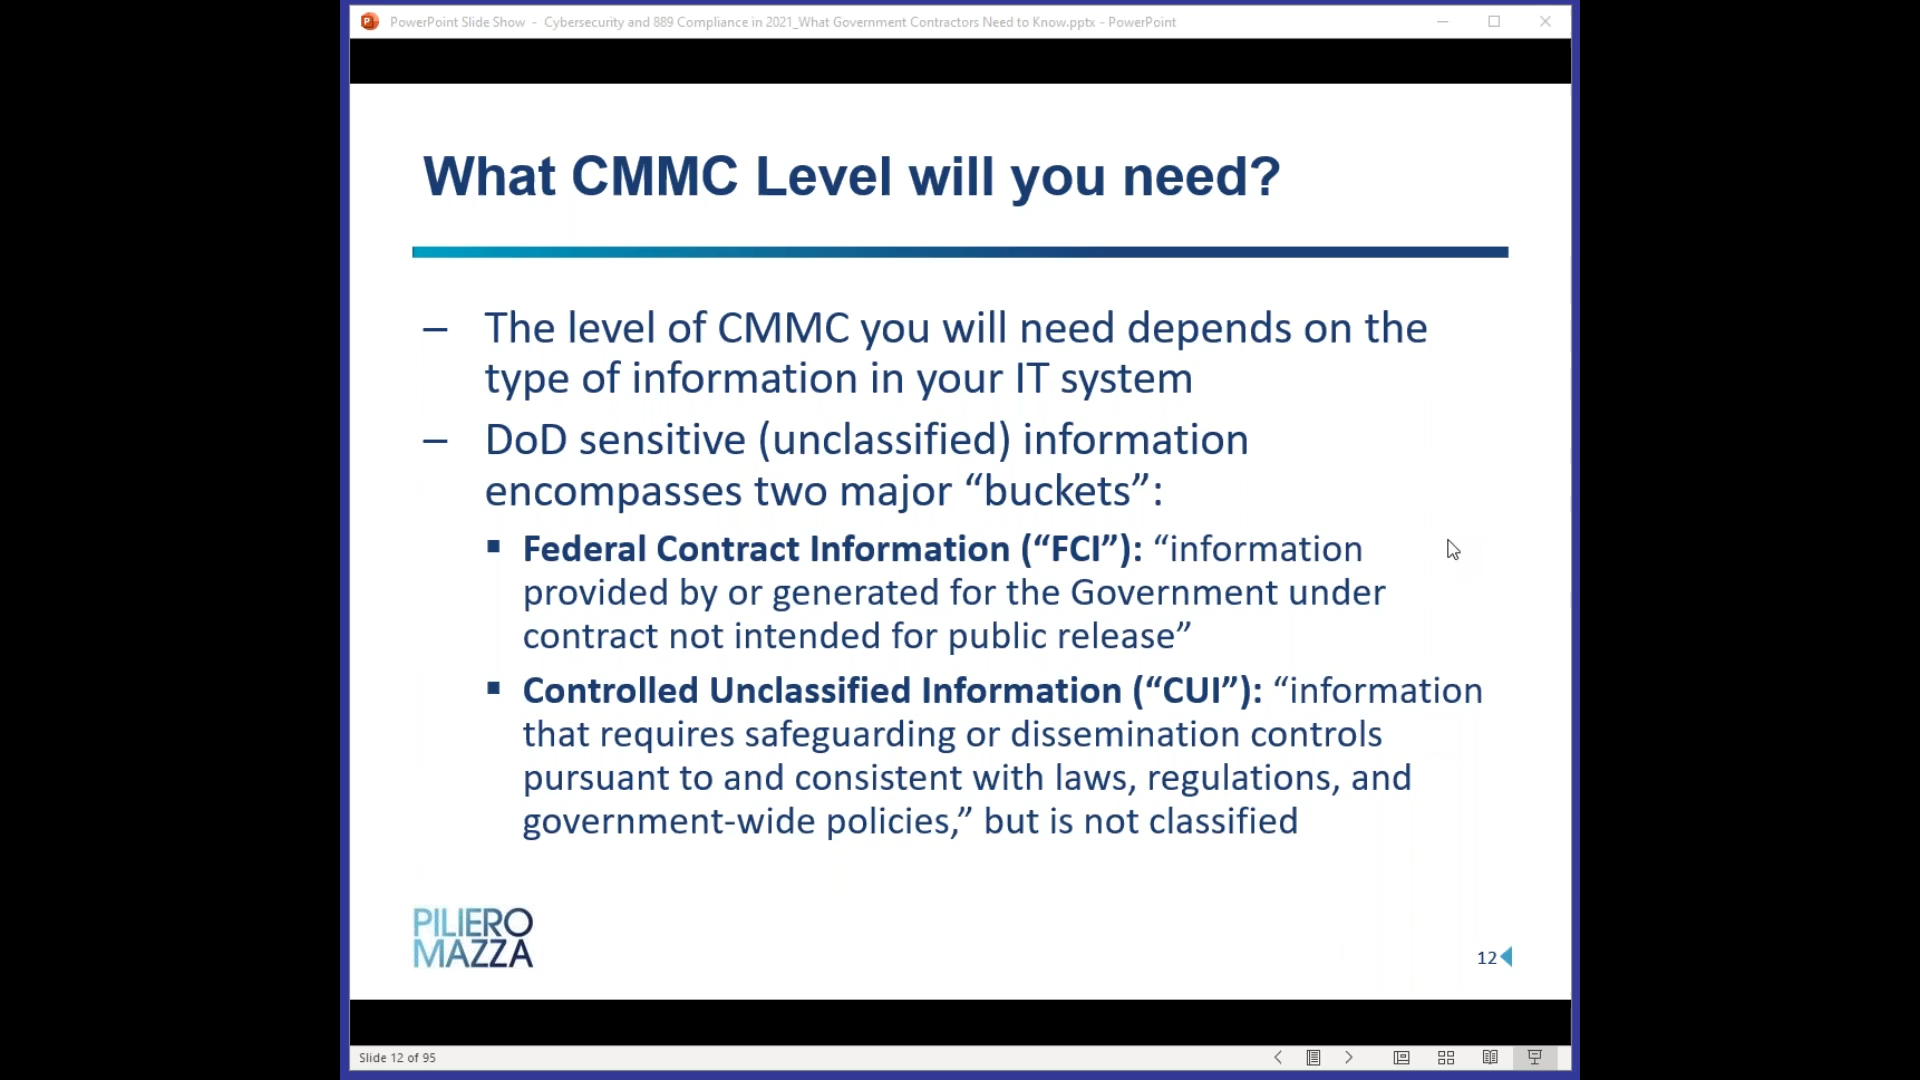 PowerPoint Slide Show - Cybersecurity and 889 Compliance in 2021_What Government Contractors Need to Know.pptx - PowerPoint
What CMMC Level will you need?
– The level of CMMC you will need depends on the
type of information in your IT system
– DoD sensitive (unclassified) information
encompasses two major “buckets”:
▪ Federal Contract Information (“FCI”): “information
provided by or generated for the Government under
contract not intended for public release”
▪ Controlled Unclassified Information (“CUI”): “information
that requires safeguarding or dissemination controls
pursuant to and consistent with laws, regulations, and
government-wide policies,” but is not classified
PILIERO
MAZZA
12
Slide 12 of 95